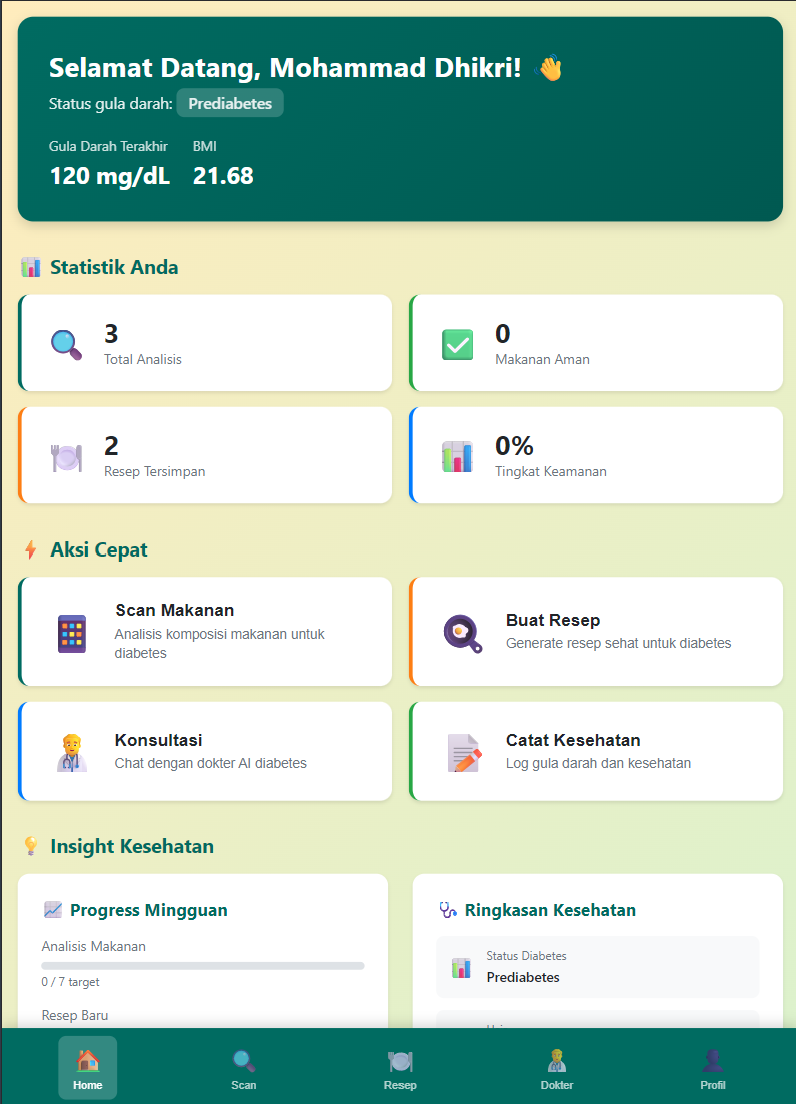 Selamat Datang, Mohammad Dhikri! 👋
Status gula darah: Prediabetes
Gula Darah Terakhir
120 mg/dL
BMI
21.68
Statistik Anda
3
Total Analisis
0
Makanan Aman
2
Resep Tersimpan
0%
Tingkat Keamanan
Aksi Cepat
Scan Makanan
Analisis komposisi makanan untuk
diabetes
Buat Resep
Generate resep sehat untuk diabetes
Konsultasi
Chat dengan dokter AI diabetes
Catat Kesehatan
Log gula darah dan kesehatan
Insight Kesehatan
Progress Mingguan
Analisis Makanan
0 / 7 target
Resep Baru
Ringkasan Kesehatan
Status Diabetes
Prediabetes
Home
Scan
Resep
Dokter
Profil